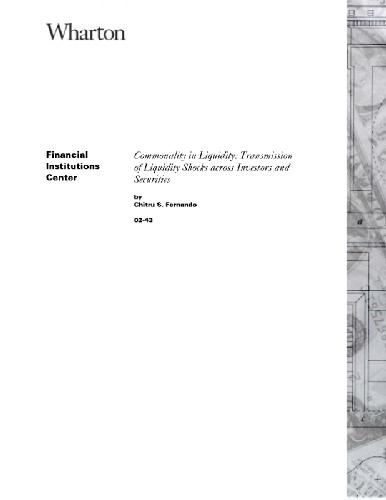 Wharton
Financial
Institutions
Center
Commonality in Liquidity: Transmission
of Liquidity Shocks across Investors and
Securities
by
Chitru S. Fernando
02-43